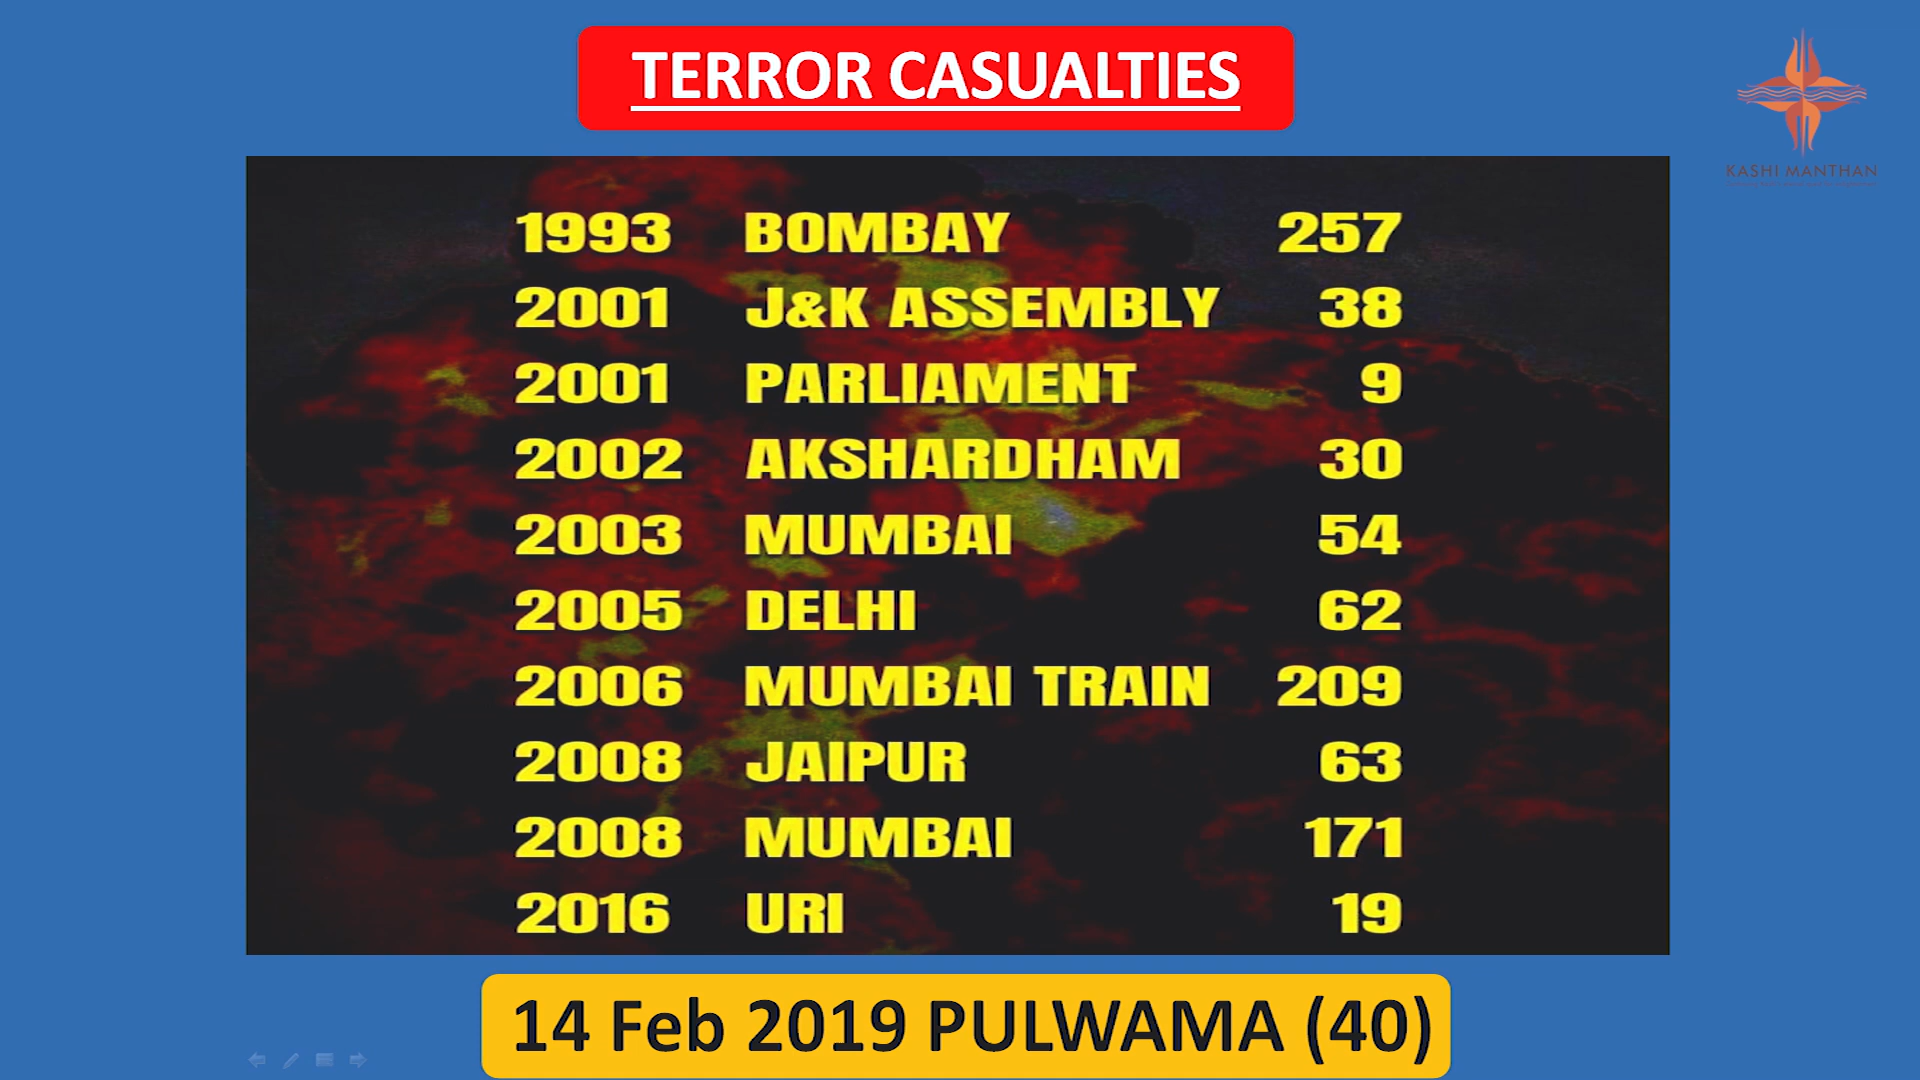 TERROR CASUALTIES
KASHI MANTHAN
1993 BOMBAY 257
2001 J&K ASSEMBLY 38
2001 PARLIAMENT 9
2002 AKSHARDHAM 30
2003 MUMBAI 54
2005 DELHI 62
2006 MUMBAI TRAIN 209
2008 JAIPUR 63
2008 MUMBAI 171
2016 URI 19
14 Feb 2019 PULWAMA (40)